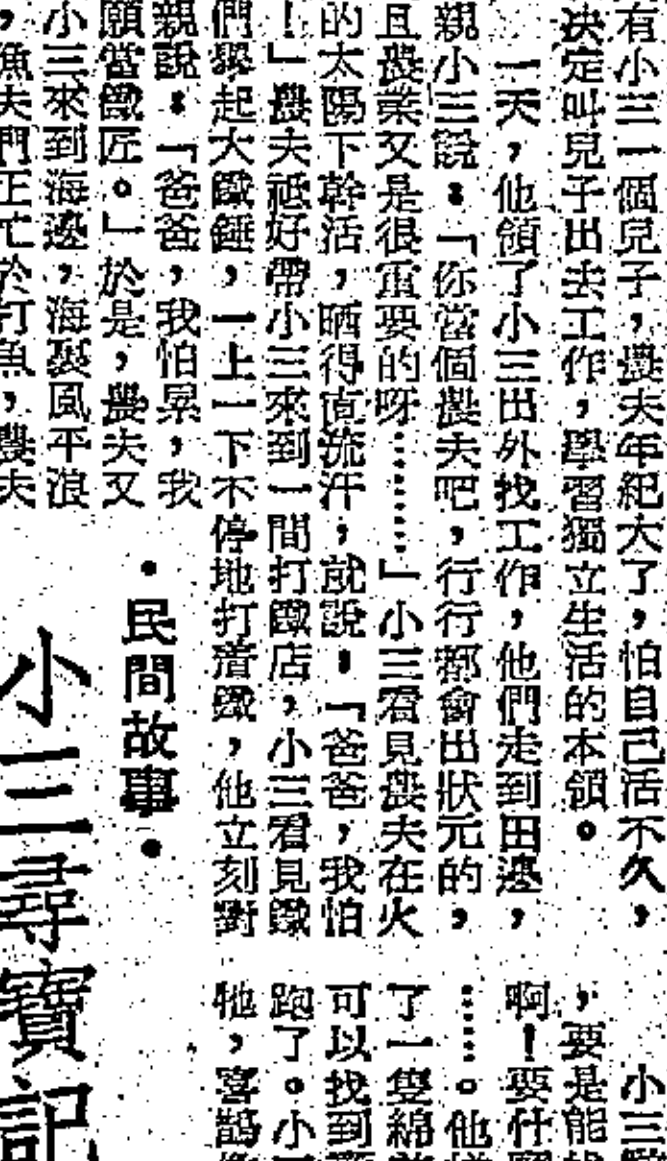 有小三一個兒子，農夫年紀大了，怕自己活不久，
決定叫兒子出去工作，學習獨立生活的本領。
一天，他領了小三出外找工作，他們走到田邊，
親小三說：「你當個農夫吧，行行都會出狀元的，
且農業又是很重要的呀………」小三看見農夫在火
的太陽下幹活，晒得直流汗，就說：「爸爸，我怕
！」農夫祗好帶小三來到一間打鐵店，小三看見鐵
們舉起大鐵錘，一上一下不停地打着鐵，他立刻對
親說：「爸爸，我怕累，我
願當鐵匠。」於是，農夫又
小三來到海邊，海裏風平浪
，魚夫們正忙於打魚，農夫
·民間故事·
小三尋寶記
小三
，要是能
啊！要什
……。他
了一隻綿
可以找到
跑了。小
牠，喜鵲